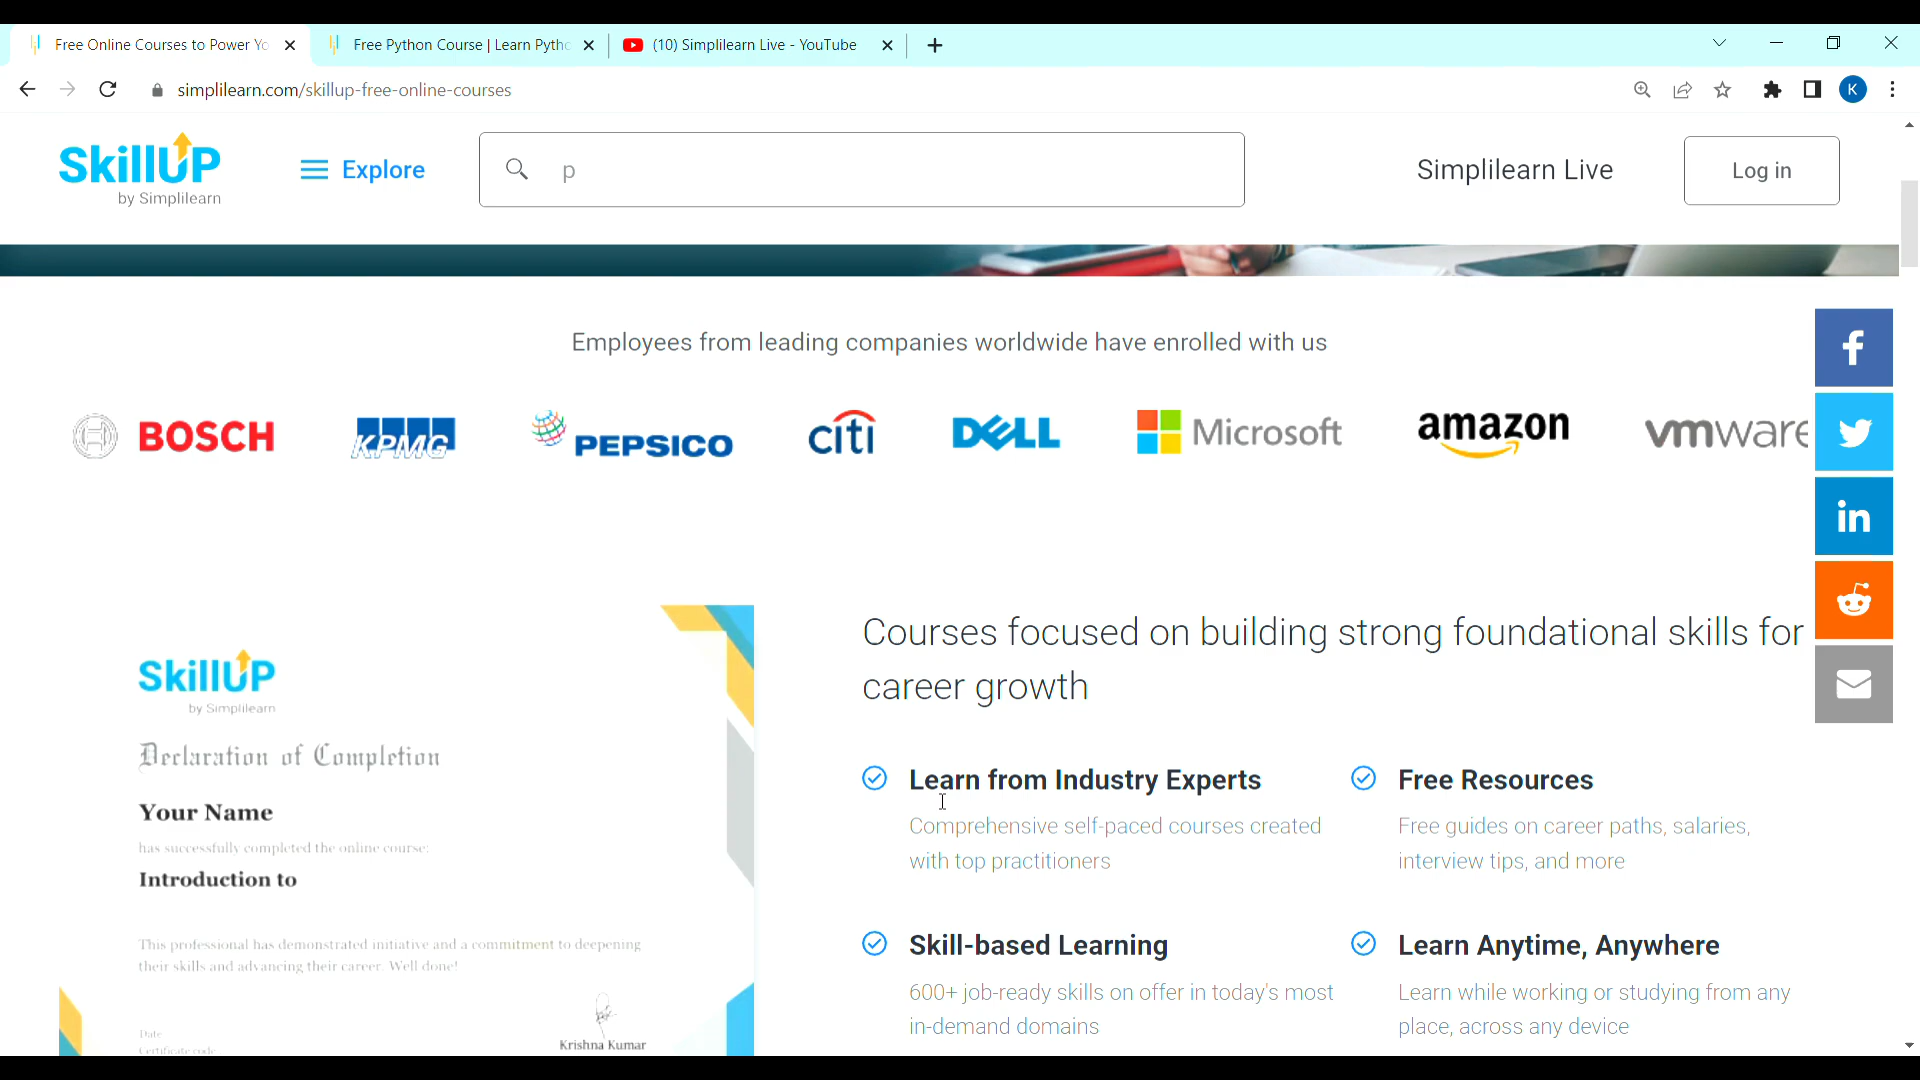 Free Online Courses to Power Yo
Free Python Course | Learn Pytho
(10) Simplilearn Live - YouTube
simplilearn.com/skillup-free-online-courses
K
SkillUP
by Simplilearn
Explore
p
Simplilearn Live
Log in
Employees from leading companies worldwide have enrolled with us
BOSCH
KPMG
PEPSICO
citi
DELL
Microsoft
amazon
vmware
Courses focused on building strong foundational skills for
career growth
SkillUP
by Simplilearn
Declaration of Completion
Your Name
has successfully completed the online course:
Introduction to
This professional has demonstrated initiative and a commitment to deepening
their skills and advancing their career. Well done!
Date
Certificate code
Krishna Kumar
Learn from Industry Experts
Comprehensive self-paced courses created
with top practitioners
Free Resources
Free guides on career paths, salaries,
interview tips, and more
Skill-based Learning
600+ job-ready skills on offer in today's most
in-demand domains
Learn Anytime, Anywhere
Learn while working or studying from any
place, across any device